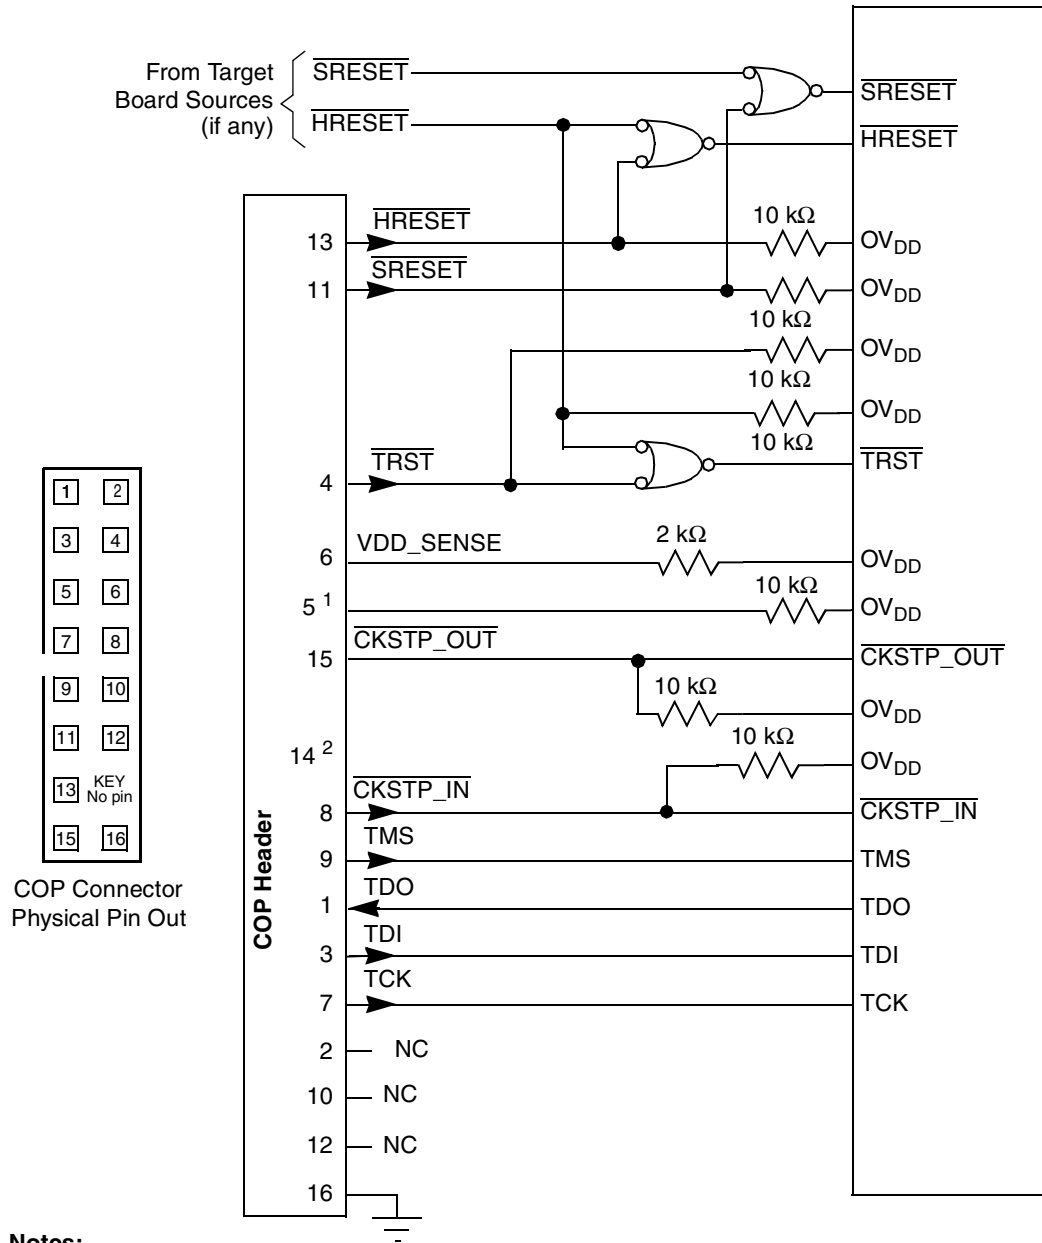 From Target
Board Sources
(if any)
SRESET
HRESET
SRESET
HRESET
13 HRESET 10 kΩ OVDD
11 SRESET 10 kΩ OVDD
10 kΩ OVDD
10 kΩ OVDD
4 TRST TRST
6 VDD_SENSE 2 kΩ OVDD
5 1 10 kΩ OVDD
15 CKSTP_OUT CKSTP_OUT
10 kΩ OVDD
14 2 10 kΩ OVDD
8 CKSTP_IN CKSTP_IN
9 TMS TMS
1 TDO TDO
3 TDI TDI
7 TCK TCK
2 NC
10 NC
12 NC
16
COP Header
1 2
3 4
5 6
7 8
9 10
11 12
13 KEY
No pin
15 16
COP Connector
Physical Pin Out
Notes: